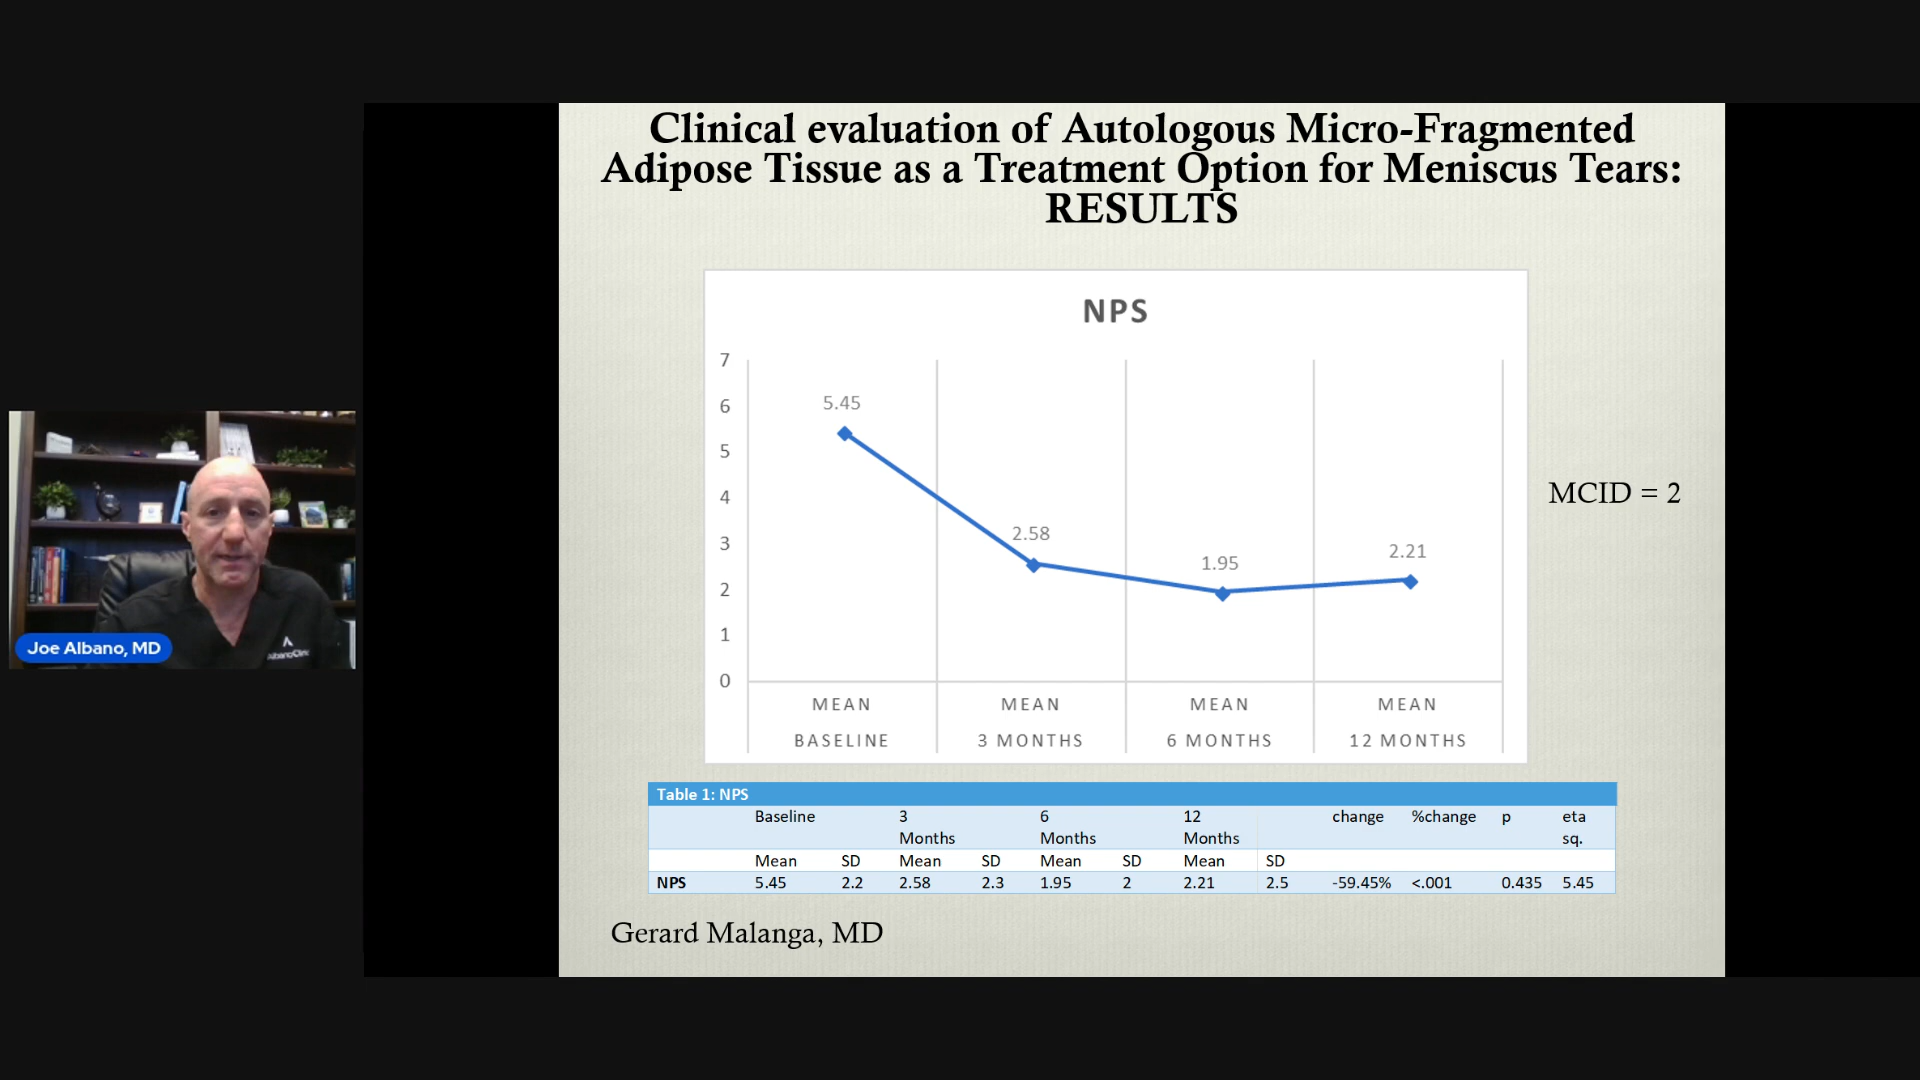 Clinical evaluation of Autologous Micro-Fragmented
Adipose Tissue as a Treatment Option for Meniscus Tears:
RESULTS
NPS
7
6
5
4
3
2
1
0
5.45
2.58
1.95
2.21
MEAN MEAN MEAN MEAN
BASELINE 3 MONTHS 6 MONTHS 12 MONTHS
MCID = 2
Joe Albano, MD
AlbanoClinic
Table 1: NPS
Baseline 3 6 12 change %change p eta
Months Months Months sq.
Mean SD Mean SD Mean SD Mean SD
NPS 5.45 2.2 2.58 2.3 1.95 2 2.21 2.5 -59.45% <.001 0.435 5.45
Gerard Malanga, MD